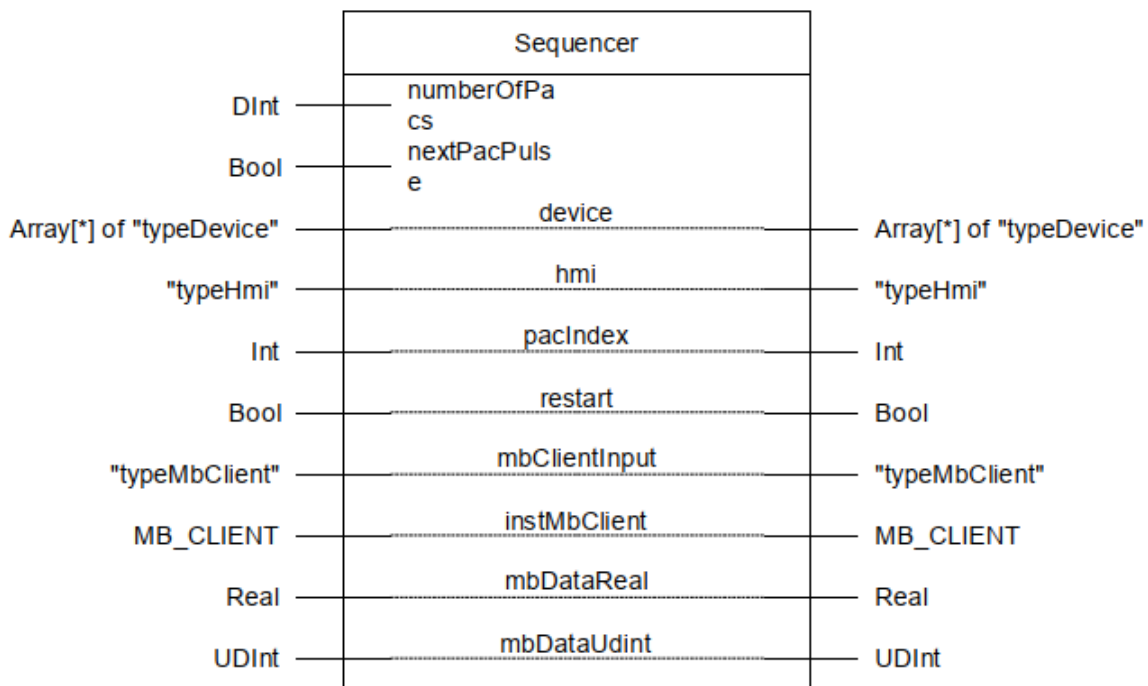 Sequencer
DInt numberOfPa
cs
Bool nextPacPuls
e
Array[*] of "typeDevice" device Array[*] of "typeDevice"
"typeHmi" hmi "typeHmi"
Int pacIndex Int
Bool restart Bool
"typeMbClient" mbClientInput "typeMbClient"
MB_CLIENT instMbClient MB_CLIENT
Real mbDataReal Real
UDInt mbDataUdint UDInt